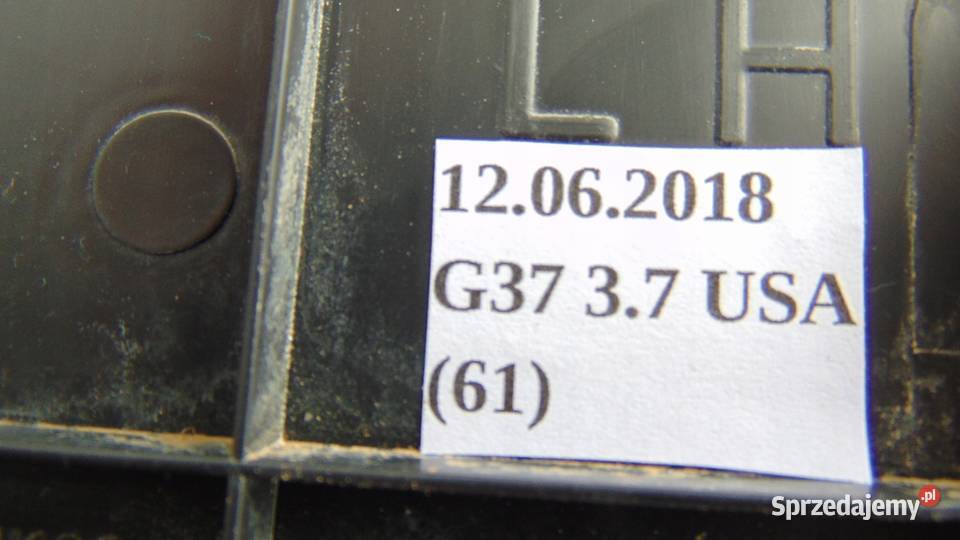 LH
12.06.2018
G37 3.7 USA
(61)
Sprzedajemy.pl